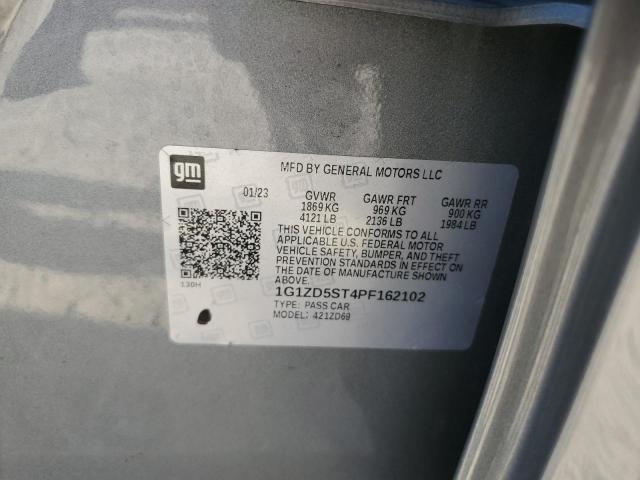 gm
MFD BY GENERAL MOTORS LLC
01/23 GVWR GAWR FRT GAWR RR
1869 KG 969 KG 900 KG
4121 LB 2136 LB 1984 LB
THIS VEHICLE CONFORMS TO ALL
APPLICABLE U.S. FEDERAL MOTOR
VEHICLE SAFETY, BUMPER, AND THEFT
PREVENTION STANDARDS IN EFFECT ON
THE DATE OF MANUFACTURE SHOWN
ABOVE.
130H
1G1ZD5ST4PF162102
TYPE: PASS CAR
MODEL: 421ZD69